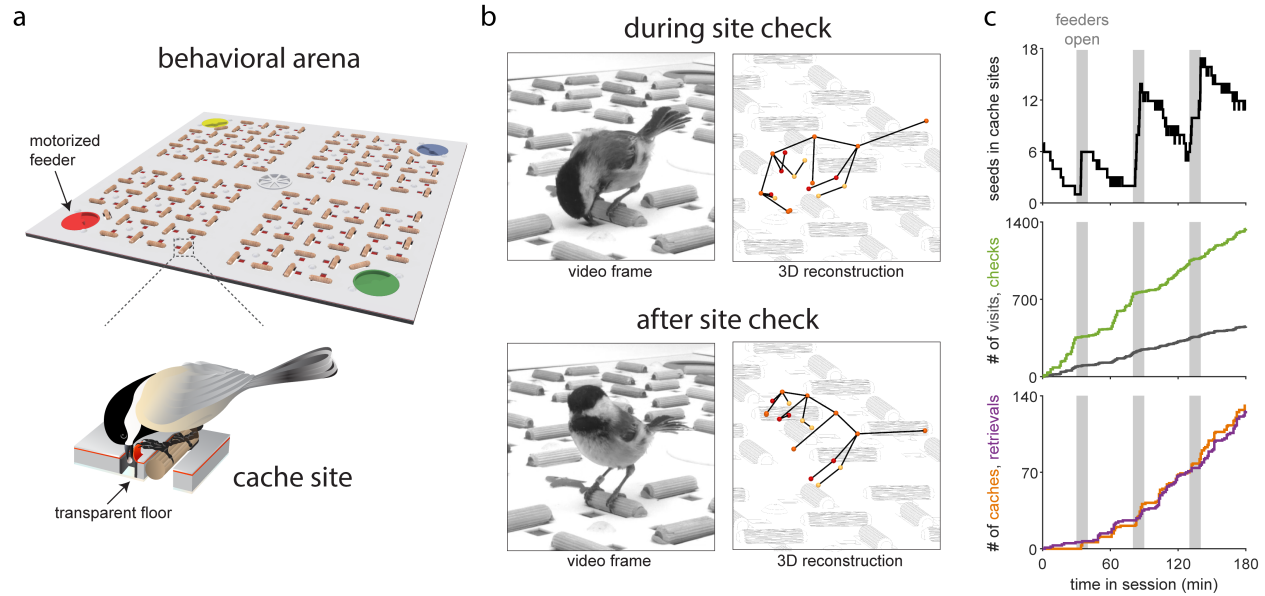 a
behavioral arena
motorized
feeder
cache site
transparent floor
b
during site check
video frame
3D reconstruction
after site check
video frame
3D reconstruction
c
feeders
open
seeds in cache sites
18
12
6
0
# of visits, checks
1400
700
0
# of caches, retrievals
140
70
0
0
60
120
180
time in session (min)